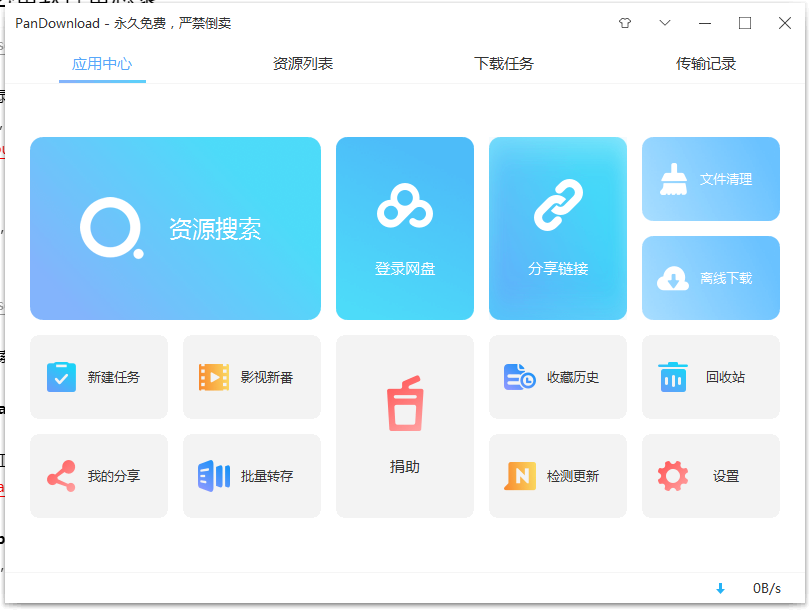 PanDownload - 永久免费，严禁倒卖
应用中心
资源列表
下载任务
传输记录
资源搜索
登录网盘
分享链接
文件清理
离线下载
新建任务
影视新番
捐助
收藏历史
回收站
我的分享
批量转存
检测更新
设置
0B/s